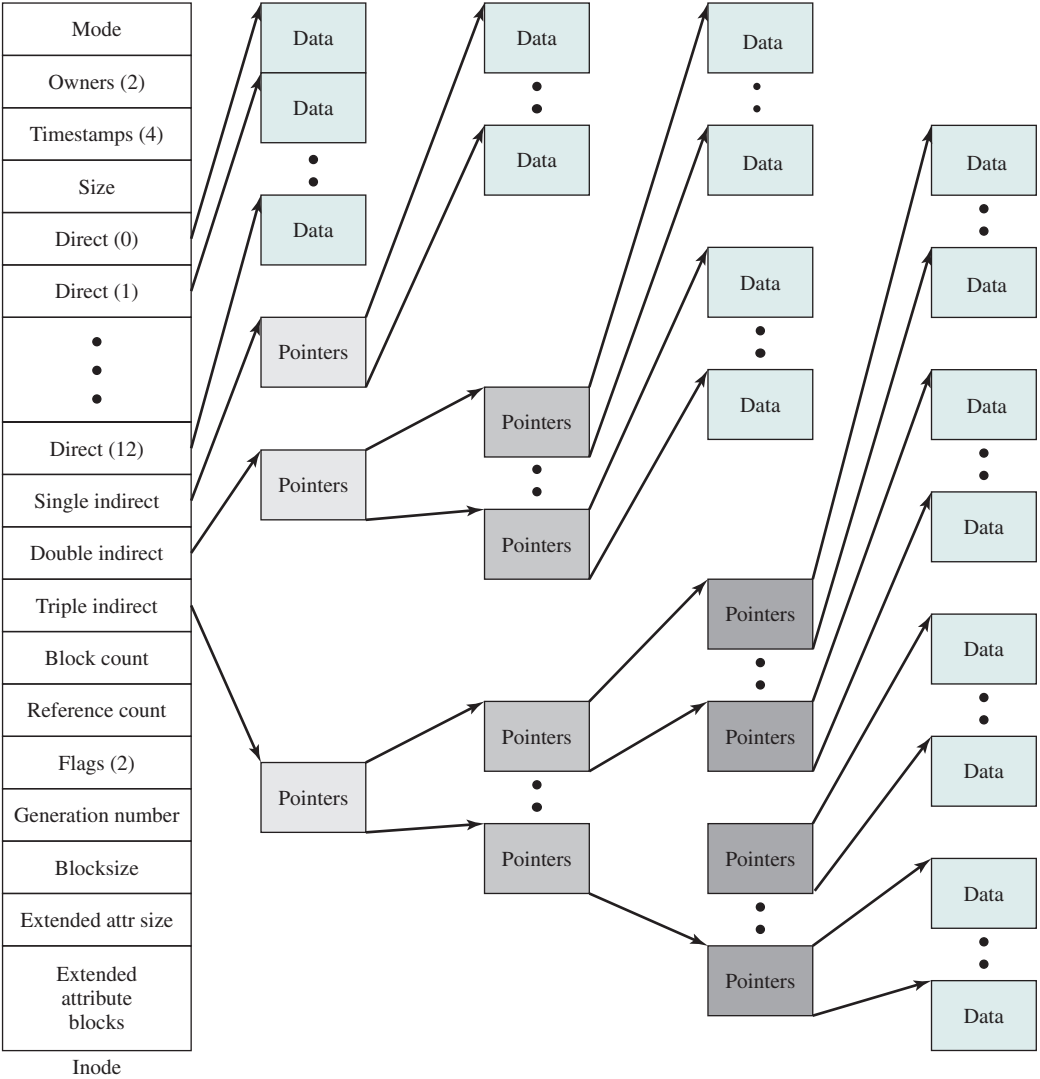 Mode
Owners (2)
Timestamps (4)
Size
Direct (0)
Direct (1)
Direct (12)
Single indirect
Double indirect
Triple indirect
Block count
Reference count
Flags (2)
Generation number
Blocksize
Extended attr size
Extended
attribute
blocks
Inode
Data
Data
Data
Pointers
Pointers
Pointers
Data
Data
Pointers
Pointers
Pointers
Pointers
Data
Data
Data
Data
Pointers
Pointers
Pointers
Pointers
Data
Data
Data
Data
Data
Data
Data
Data